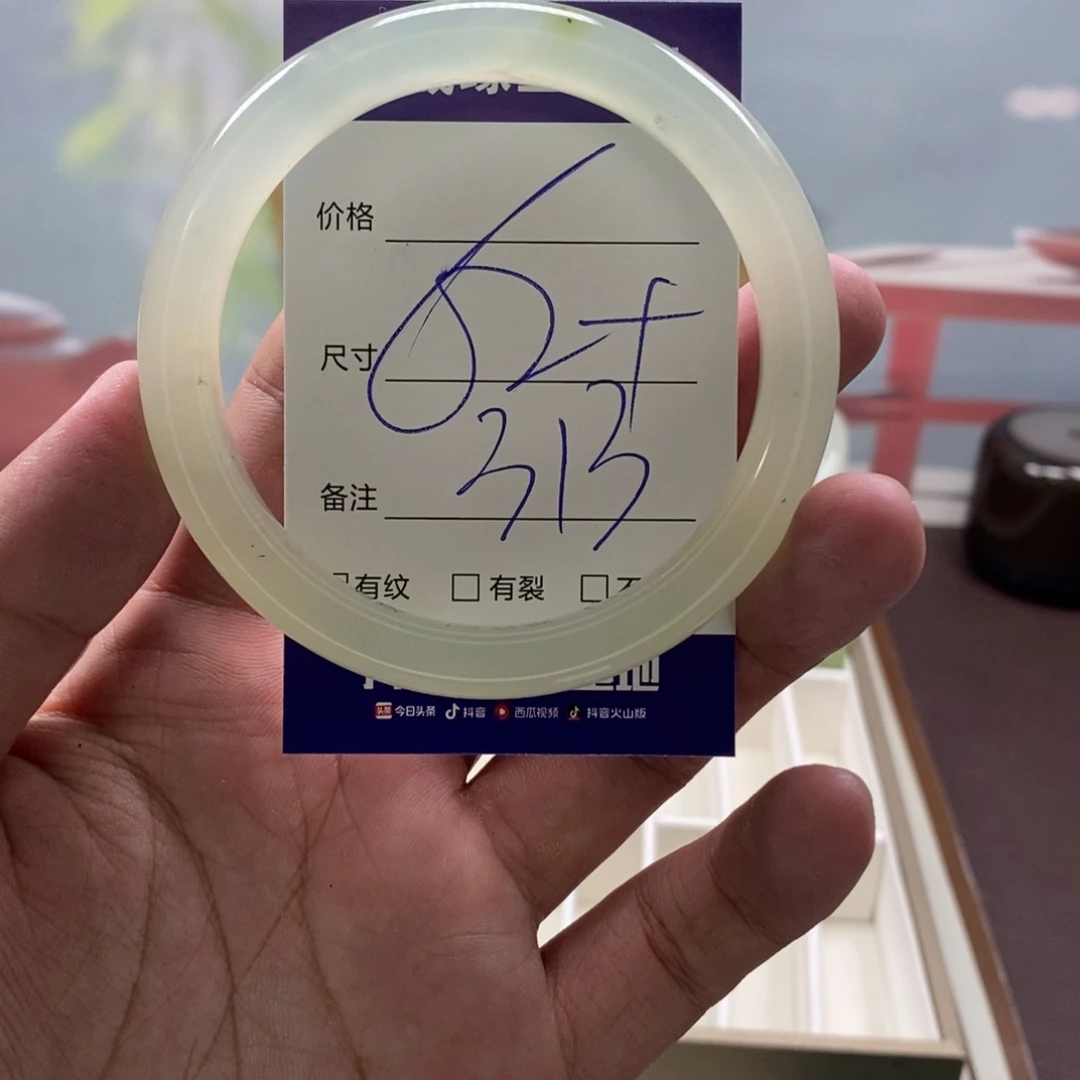 价格
62+
尺寸
313
备注
有纹 □ 有裂 □
今日头条 抖音 西瓜视频 抖音火山版